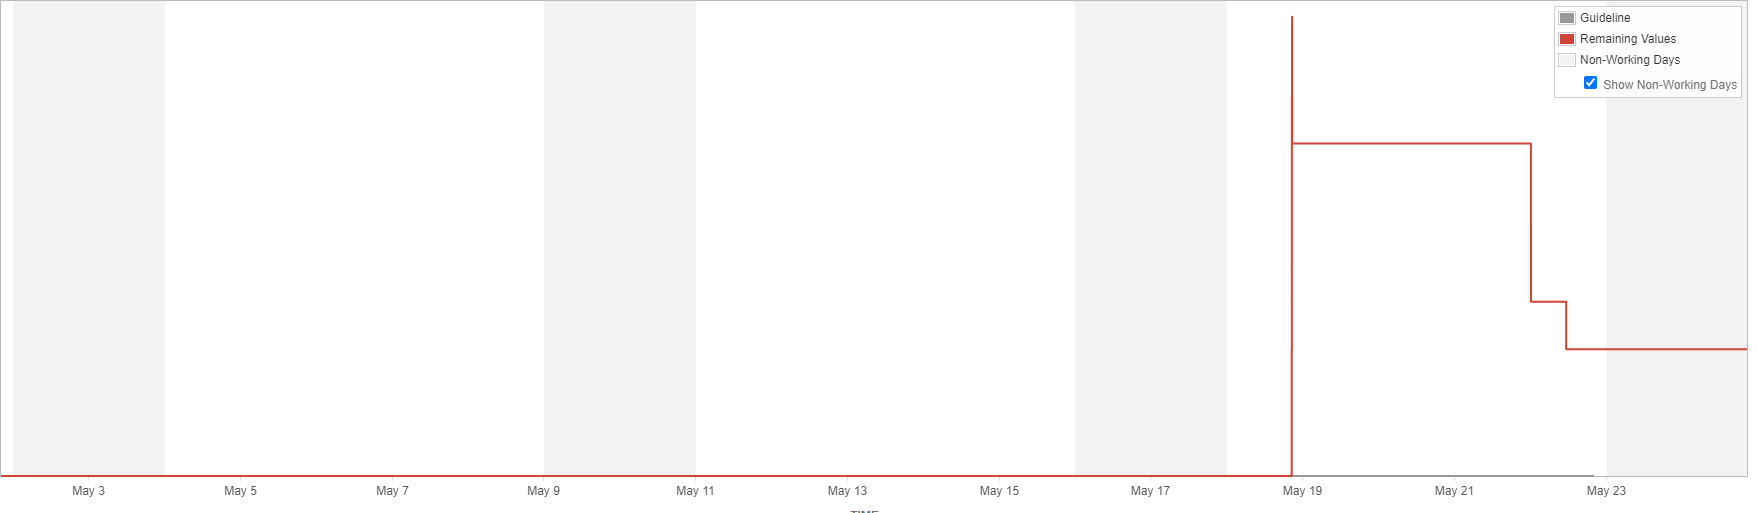 Guideline
Remaining Values
Non-Working Days
Show Non-Working Days
May 3 May 5 May 7 May 9 May 11 May 13 May 15 May 17 May 19 May 21 May 23
TIME